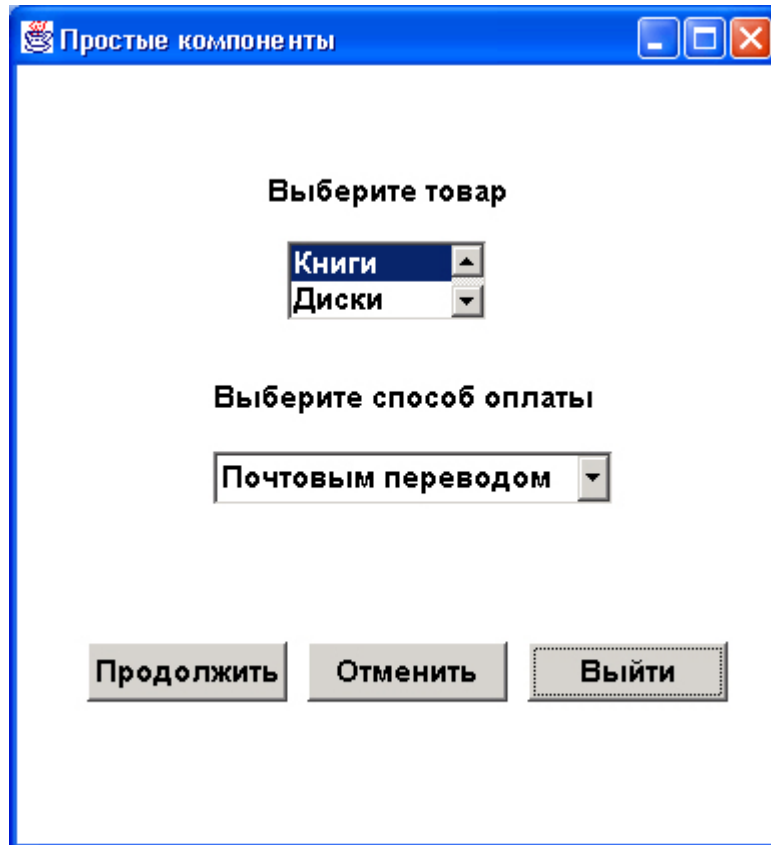 Простые компоненты
Выберите товар
Книги
Диски
Выберите способ оплаты
Почтовым переводом
Продолжить Отменить Выйти